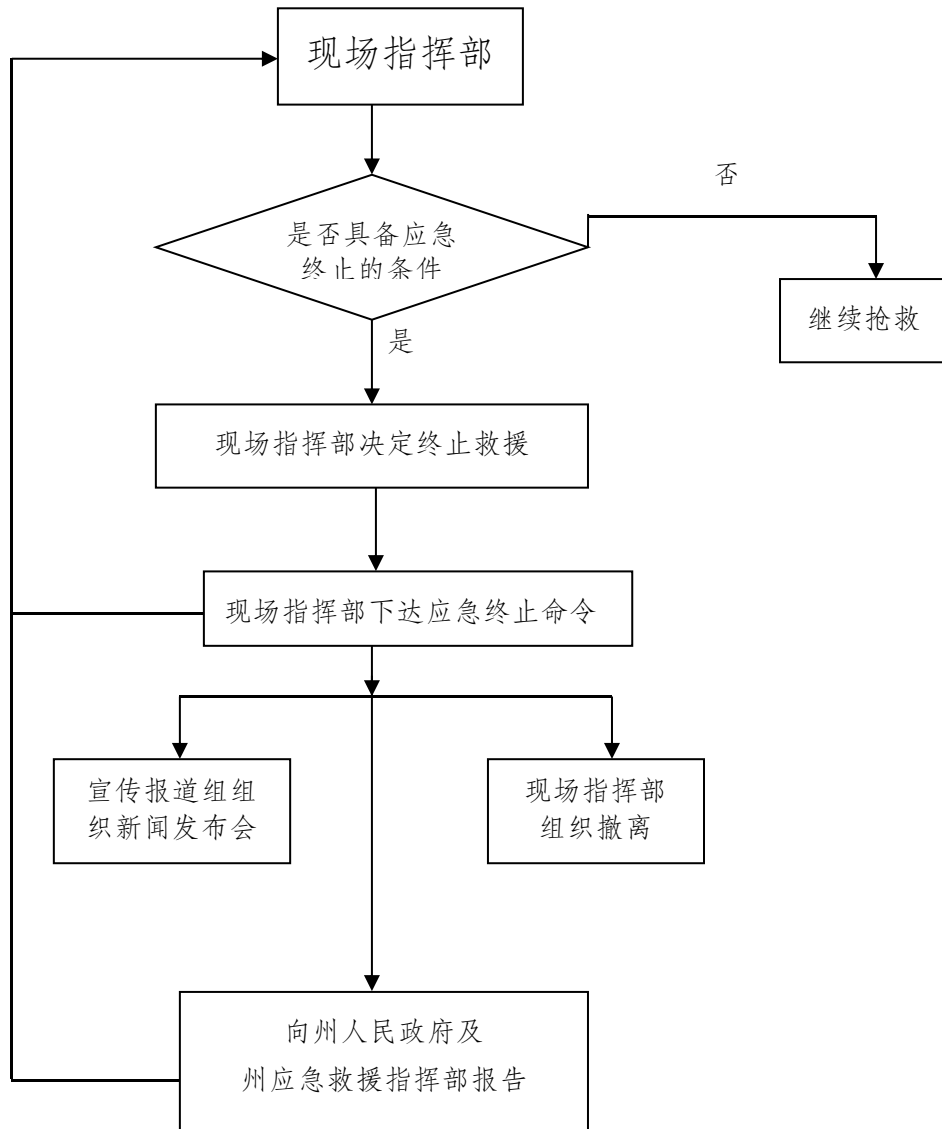 现场指挥部
否
是否具备应急
终止的条件
继续抢救
是
现场指挥部决定终止救援
现场指挥部下达应急终止命令
宣传报道组组
织新闻发布会
现场指挥部
组织撤离
向州人民政府及
州应急救援指挥部报告